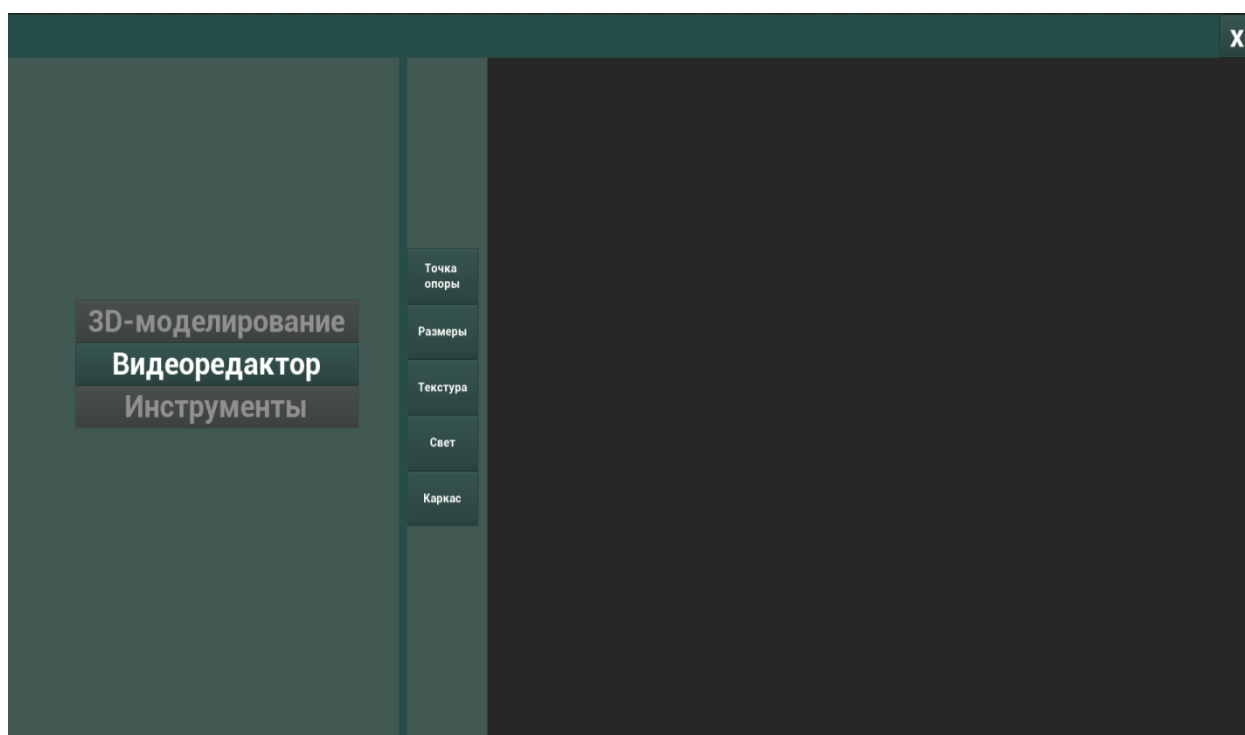 X
3D-моделирование
Видеоредактор
Инструменты
Точка
опоры
Размеры
Текстура
Свет
Каркас